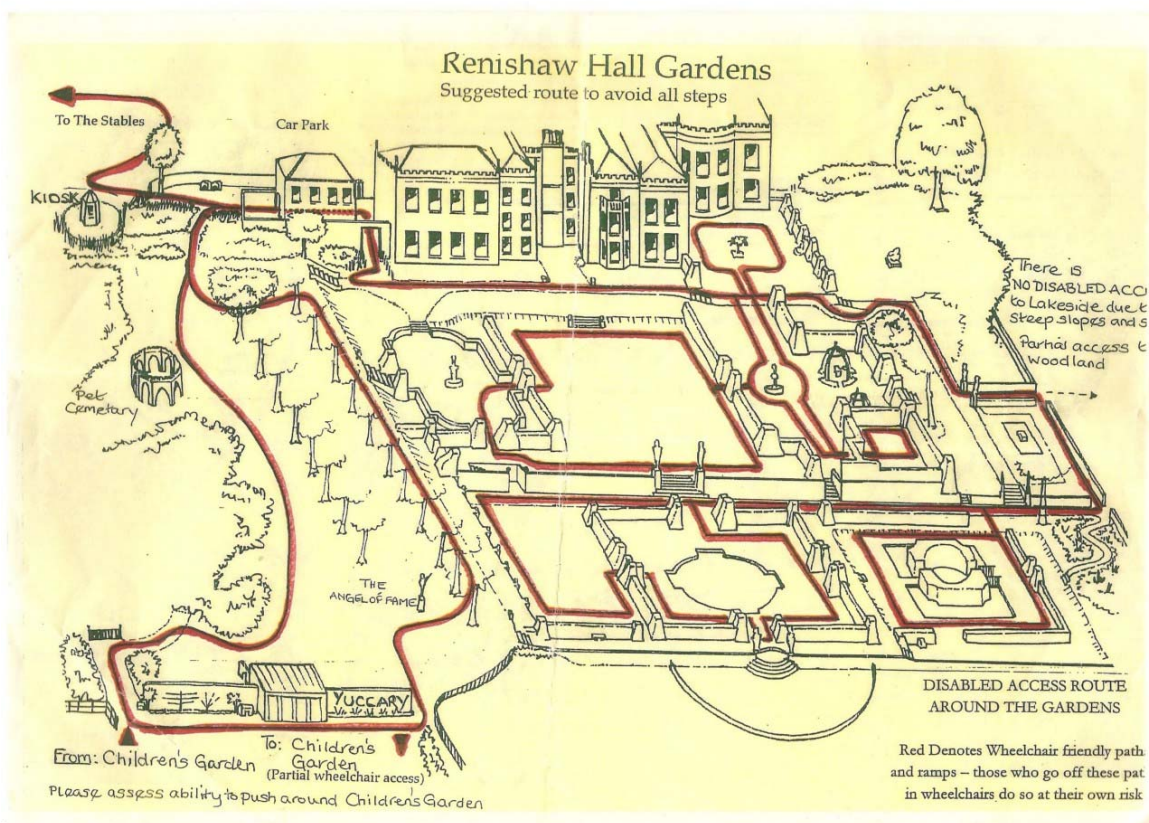 Renishaw Hall Gardens
Suggested route to avoid all steps
To The Stables
Car Park
KIOSK
There is
NO DISABLED ACC
to Lakeside due t
Steep slopes and s
Parhal access t
woodland
Pet
Cemetary
THE
ANGEL OF FAME
YUCCARY
DISABLED ACCESS ROUTE
AROUND THE GARDENS
From: Children's Garden
To: Children's
Garden
(Partial wheelchair access)
Please assess ability to push around Children's Garden
Red Denotes Wheelchair friendly path
and ramps – those who go off these pat
in wheelchairs do so at their own risk